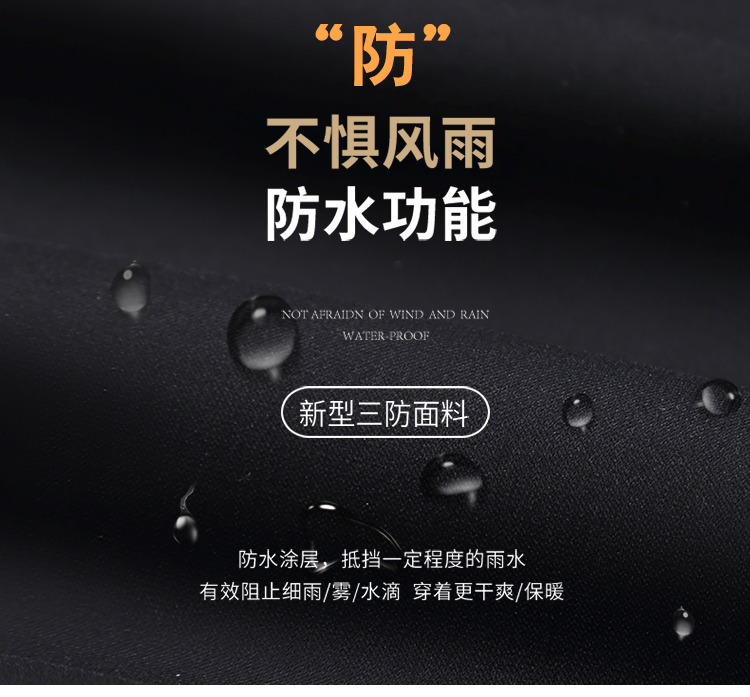 “防”
不惧风雨
防水功能
NOT AFRAIDN OF WIND AND RAIN
WATER-PROOF
新型三防面料
防水涂层，抵挡一定程度的雨水
有效阻止细雨/雾/水滴 穿着更干爽/保暖